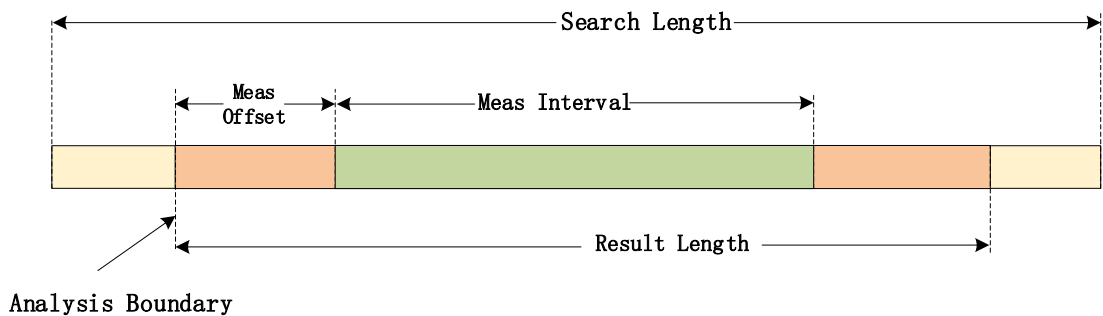 Search Length
Meas
Offset
Meas Interval
Result Length
Analysis Boundary